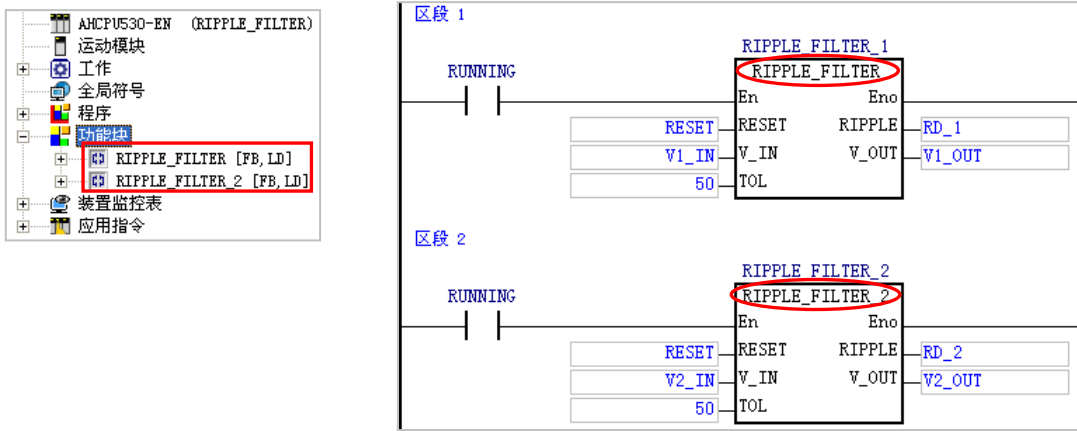 AHCPU530-EN (RIPPLE_FILTER)
运动模块
工作
全局符号
程序
功能块
RIPPLE_FILTER [FB,LD]
RIPPLE_FILTER_2 [FB,LD]
装置监控表
应用指令
区段 1
RIPPLE_FILTER_1
RUNNING
RIPPLE_FILTER
En Eno
RESET RESET RIPPLE RD_1
V1_IN V_IN V_OUT V1_OUT
50 TOL
区段 2
RIPPLE_FILTER_2
RUNNING
RIPPLE_FILTER_2
En Eno
RESET RESET RIPPLE RD_2
V2_IN V_IN V_OUT V2_OUT
50 TOL